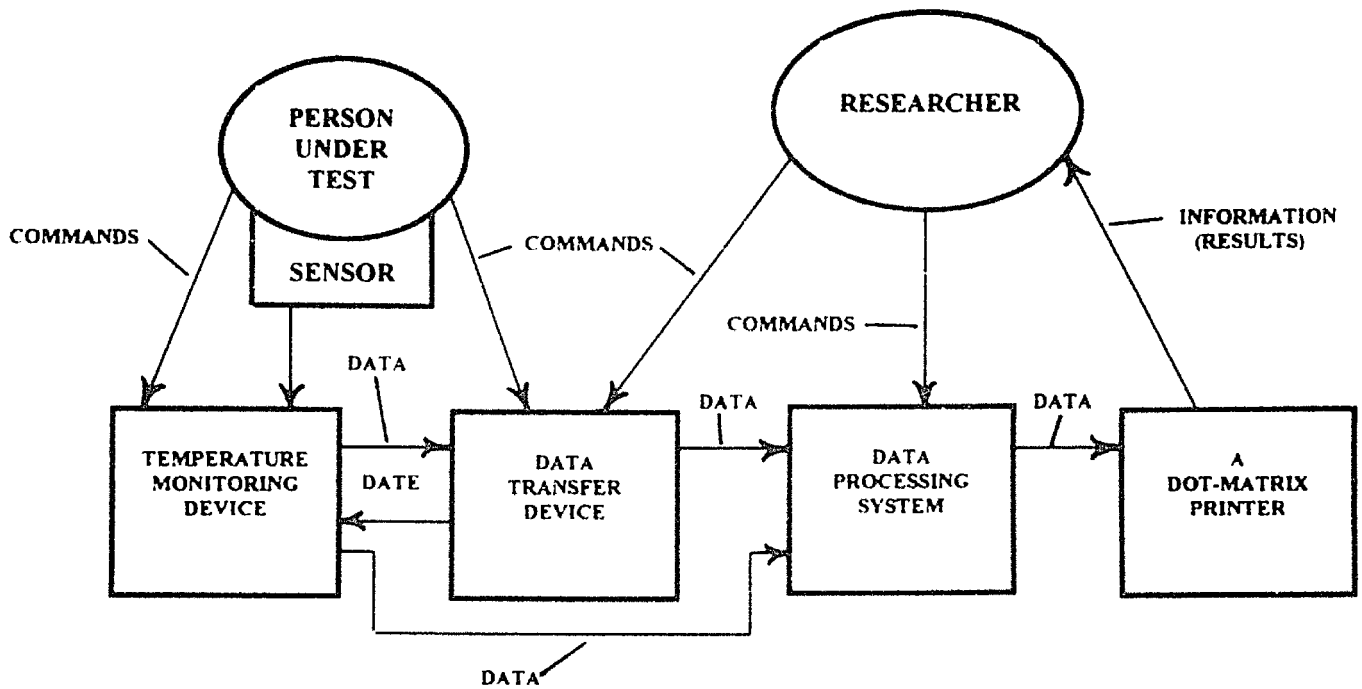 PERSON
UNDER
TEST
RESEARCHER
COMMANDS
SENSOR
COMMANDS
INFORMATION
(RESULTS)
COMMANDS
DATA
DATA
DATA
TEMPERATURE
MONITORING
DEVICE
DATE
DATA
TRANSFER
DEVICE
DATA
PROCESSING
SYSTEM
A
DOT-MATRIX
PRINTER
DATA